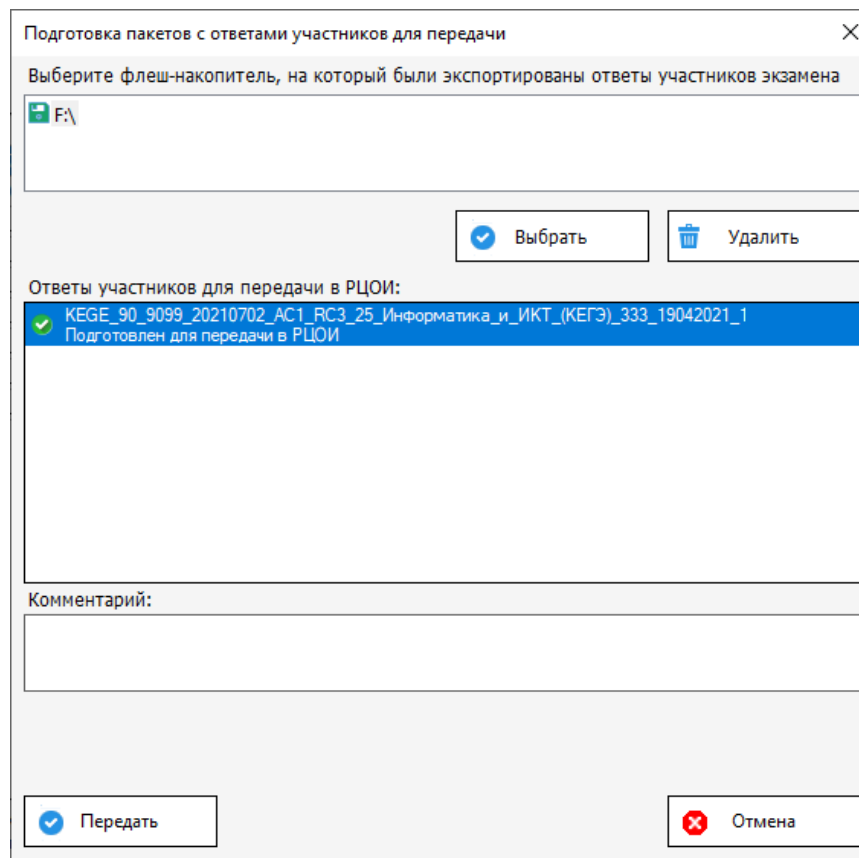 Подготовка пакетов с ответами участников для передачи
Выберите флеш-накопитель, на который были экспортированы ответы участников экзамена
F:\
Выбрать
Удалить
Ответы участников для передачи в РЦОИ:
KEGE_90_9099_20210702_AC1_RC3_25_Информатика_и_ИКТ_(КЕГЭ)_333_19042021_1
Подготовлен для передачи в РЦОИ
Комментарий:
Передать
Отмена